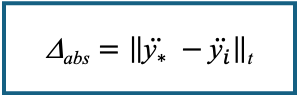 Δ_abs = ‖ÿ_* − ÿ_i‖_t